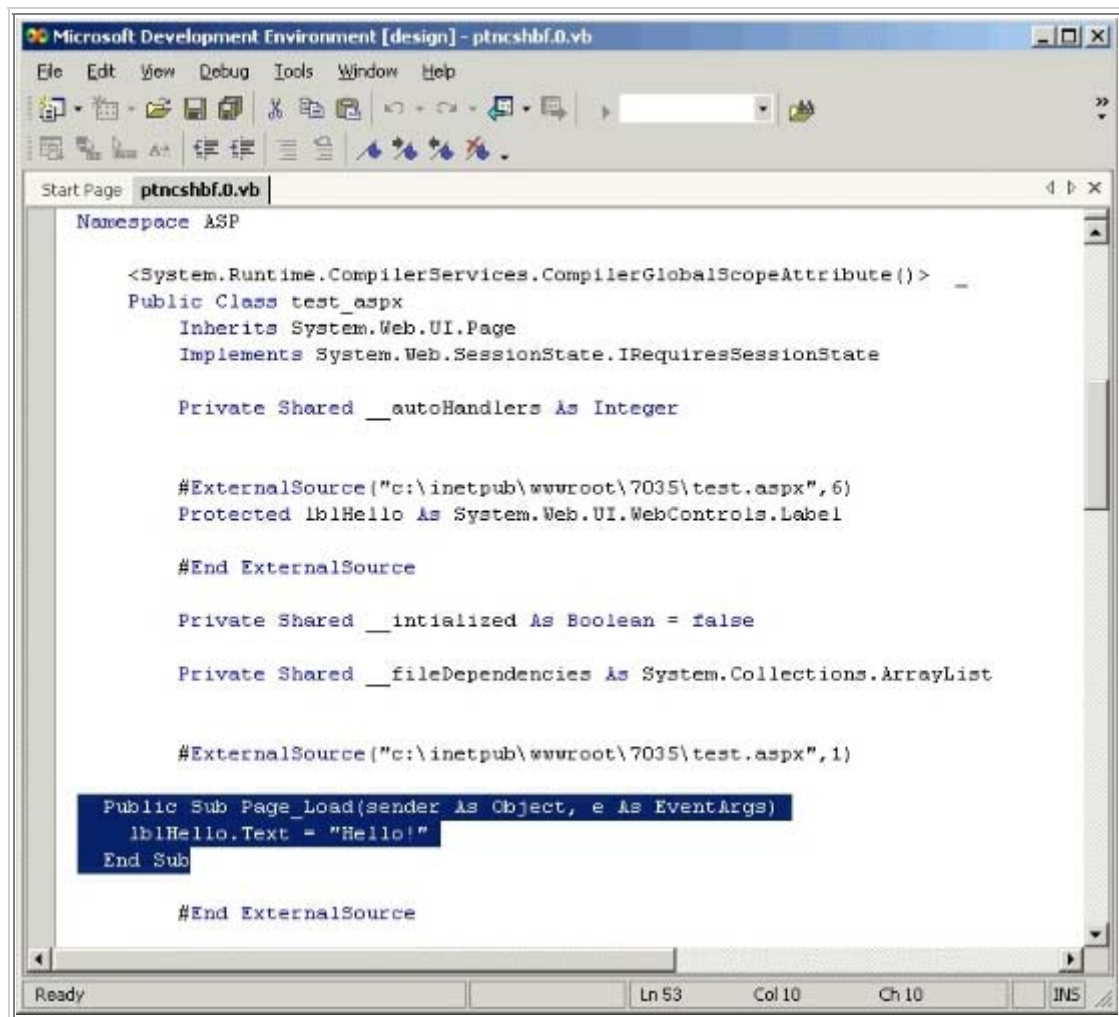 Microsoft Development Environment [design] - ptncshbf.0.vb
File Edit View Debug Tools Window Help
Start Page ptncshbf.0.vb
Namespace ASP
<System.Runtime.CompilerServices.CompilerGlobalScopeAttribute()> _
Public Class test_aspx
Inherits System.Web.UI.Page
Implements System.Web.SessionState.IRequiresSessionState
Private Shared __autoHandlers As Integer
#ExternalSource("c:\inetpub\wwwroot\7035\test.aspx",6)
Protected lblHello As System.Web.UI.WebControls.Label
#End ExternalSource
Private Shared __intialized As Boolean = false
Private Shared __fileDependencies As System.Collections.ArrayList
#ExternalSource("c:\inetpub\wwwroot\7035\test.aspx",1)
Public Sub Page_Load(sender As Object, e As EventArgs)
lblHello.Text = "Hello!"
End Sub
#End ExternalSource
Ready Ln 53 Col 10 Ch 10 INS